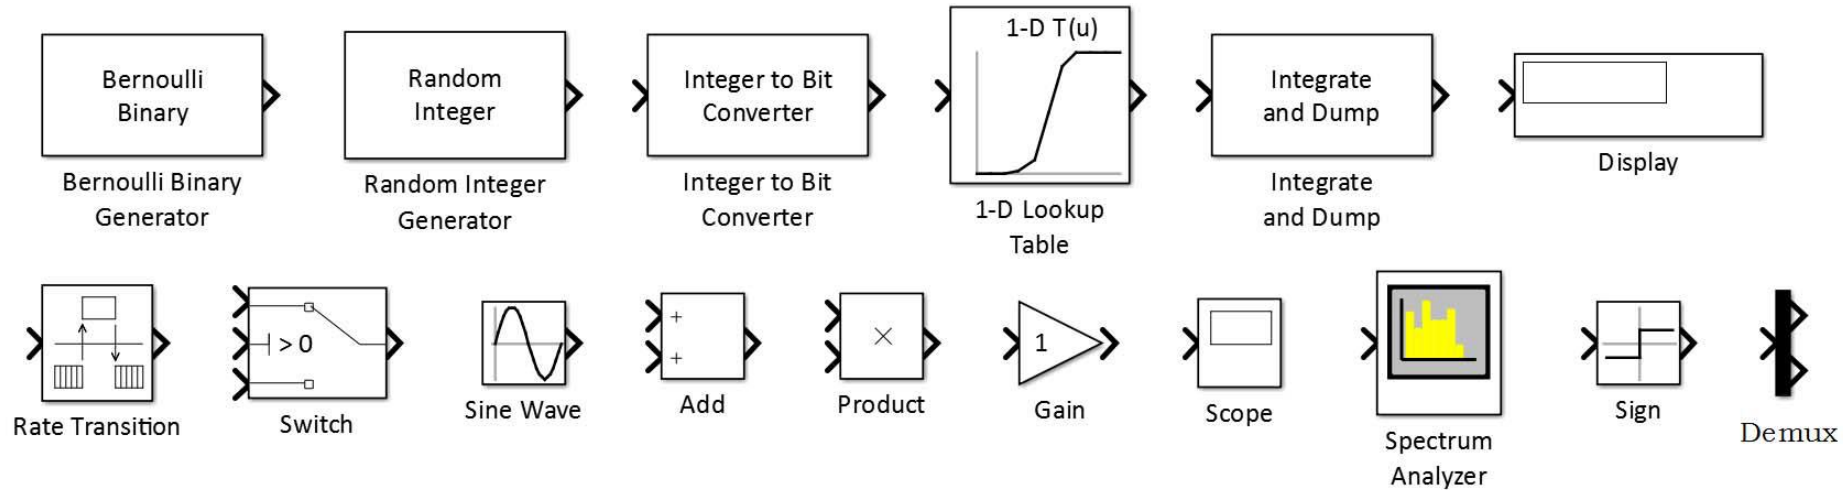 Bernoulli
Binary
Bernoulli Binary
Generator
Random
Integer
Random Integer
Generator
Integer to Bit
Converter
Integer to Bit
Converter
1-D T(u)
1-D Lookup
Table
Integrate
and Dump
Integrate
and Dump
Display
Rate Transition
> 0
Switch
Sine Wave
+
+
Add
×
Product
1
Gain
Scope
Spectrum
Analyzer
Sign
Demux